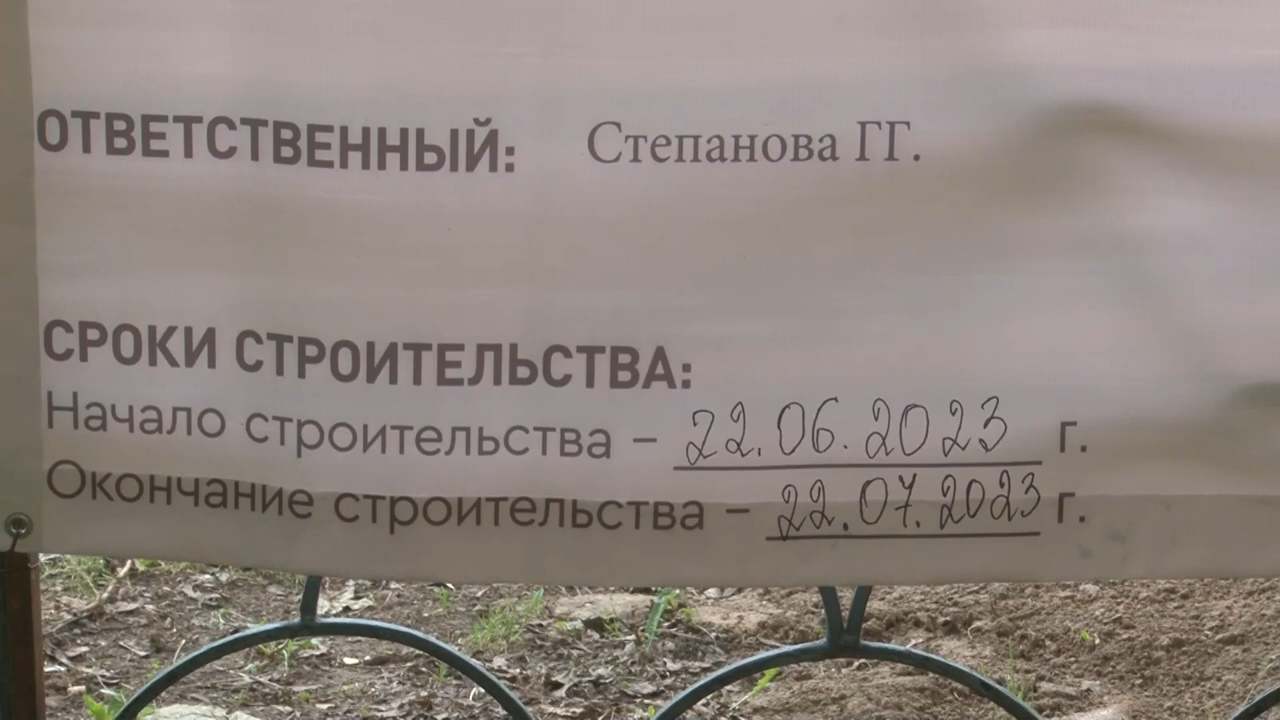 ОТВЕТСТВЕННЫЙ: Степанова ГГ.
СРОКИ СТРОИТЕЛЬСТВА:
Начало строительства – 22.06.2023 г.
Окончание строительства – 22.07.2023 г.